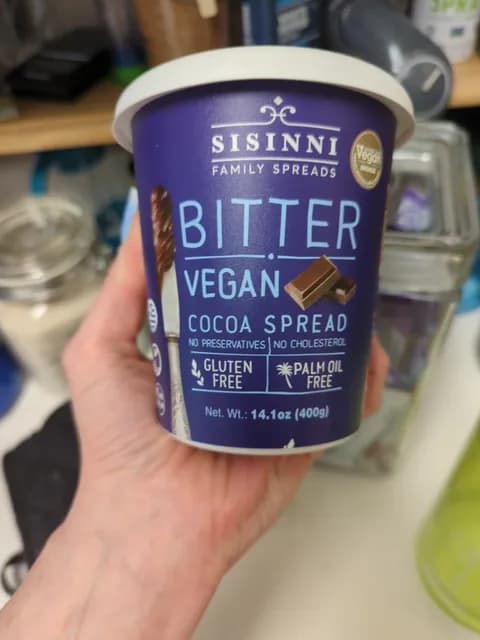 SISINNI
FAMILY SPREADS
Vegan
BITTER
VEGAN
COCOA SPREAD
NO PRESERVATIVES | NO CHOLESTEROL
GLUTEN FREE
PALM OIL FREE
Net. Wt.: 14.1oz (400g)